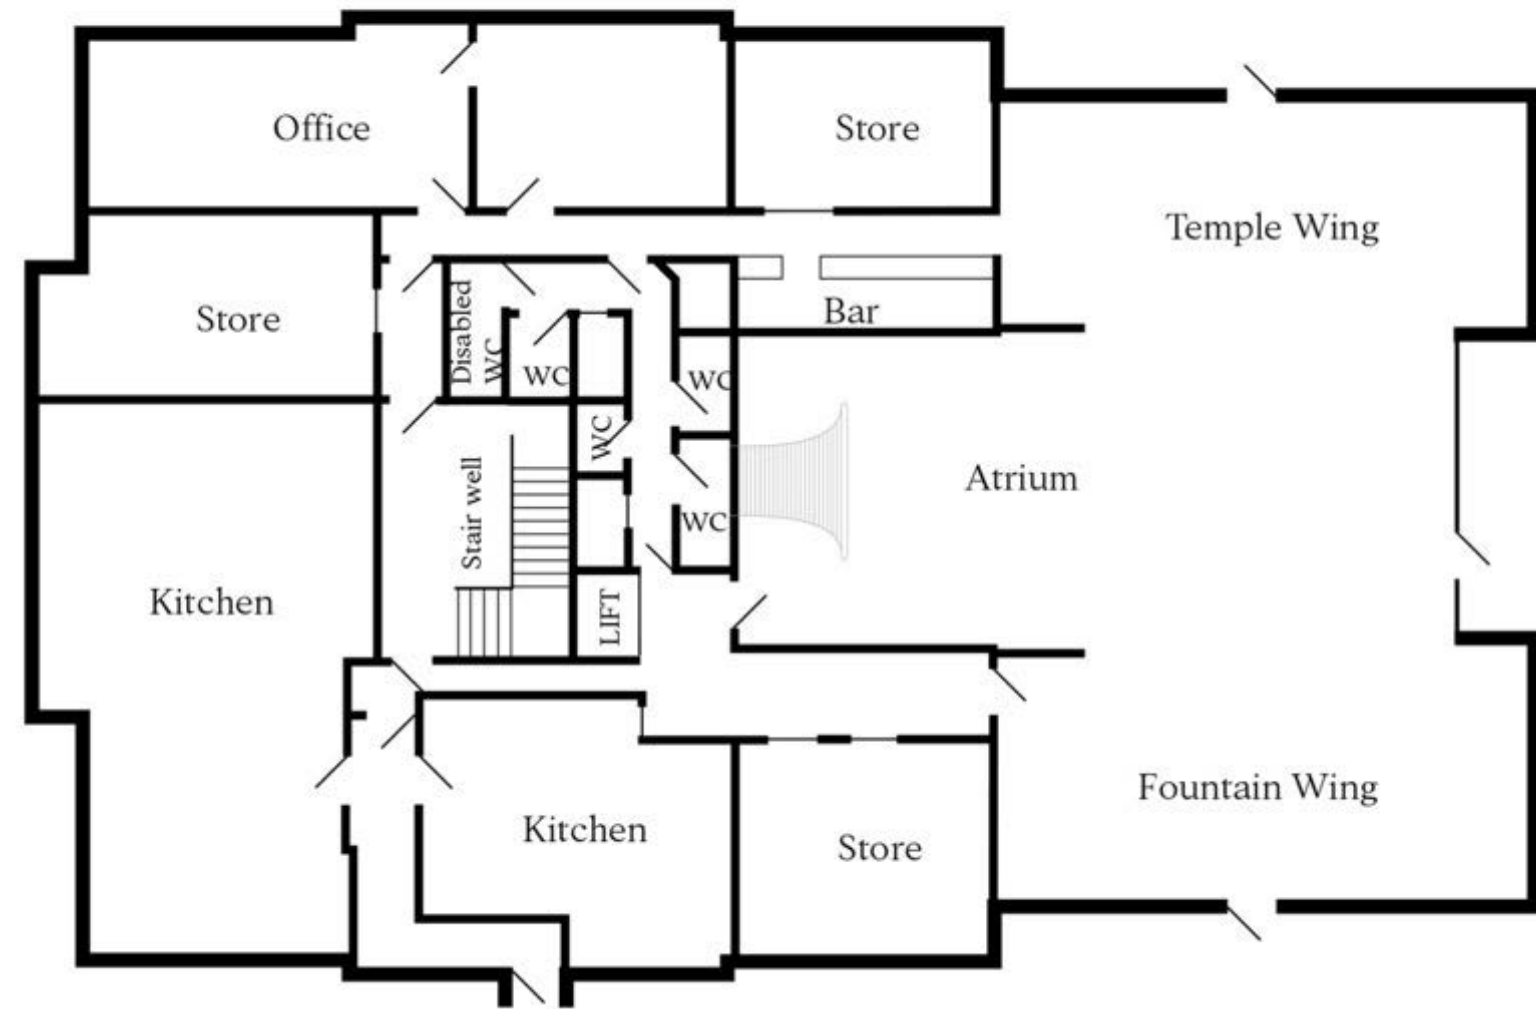 Office
Store
Temple Wing
Store
Bar
Disabled
WC
WC
WC
WC
Stair well
Atrium
WC
Kitchen
LIFT
Fountain Wing
Kitchen
Store